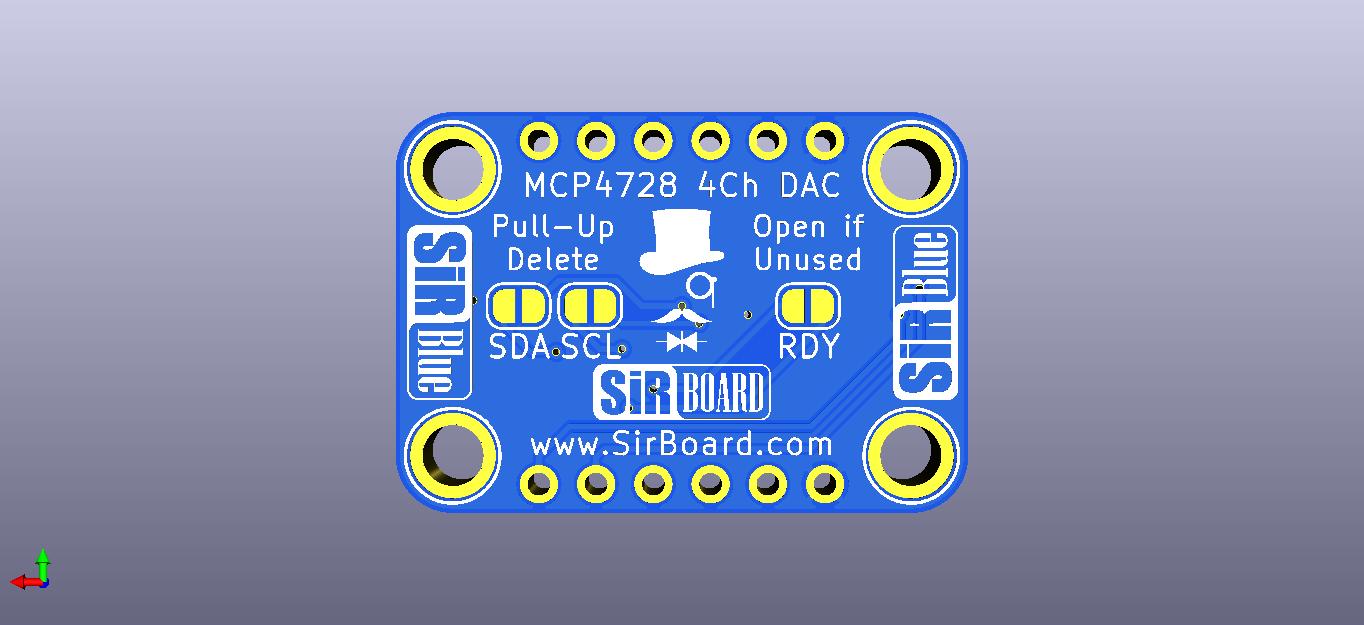 MCP4728 4Ch DAC
Pull-Up
Delete
Open if
Unused
SiR Blue
SiR Blue
SDA SCL
RDY
SiR BOARD
www.SirBoard.com